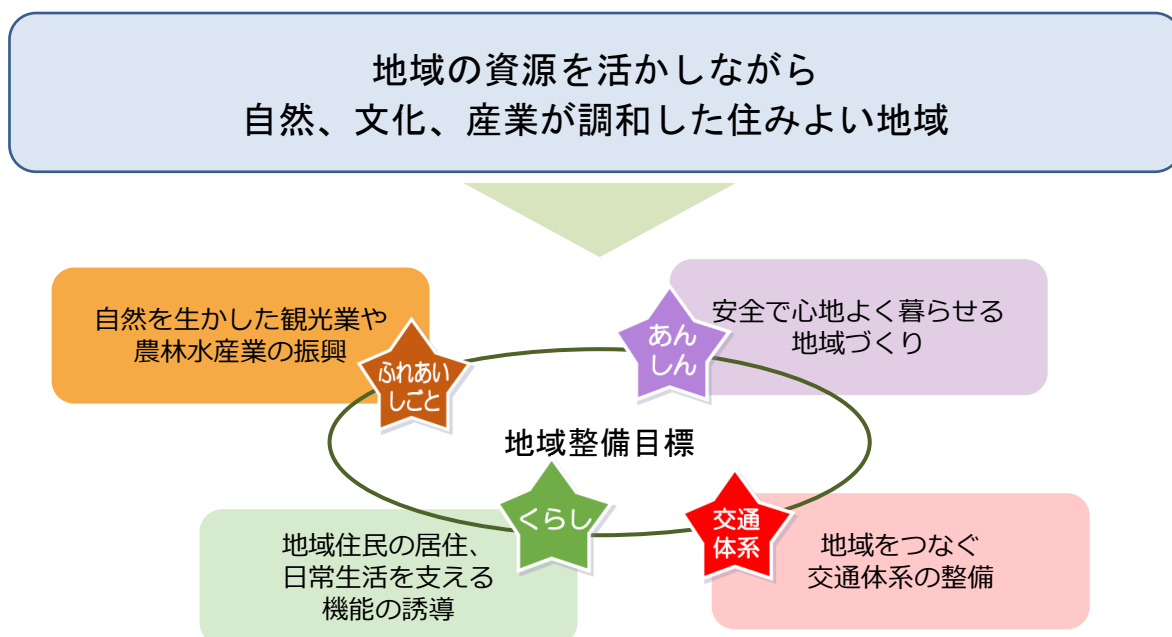 地域の資源を活かしながら
自然、文化、産業が調和した住みよい地域
自然を生かした観光業や
農林水産業の振興
ふれあい
しごと
あん
しん
安全で心地よく暮らせる
地域づくり
地域整備目標
地域住民の居住、
日常生活を支える
機能の誘導
くらし
交通
体系
地域をつなぐ
交通体系の整備